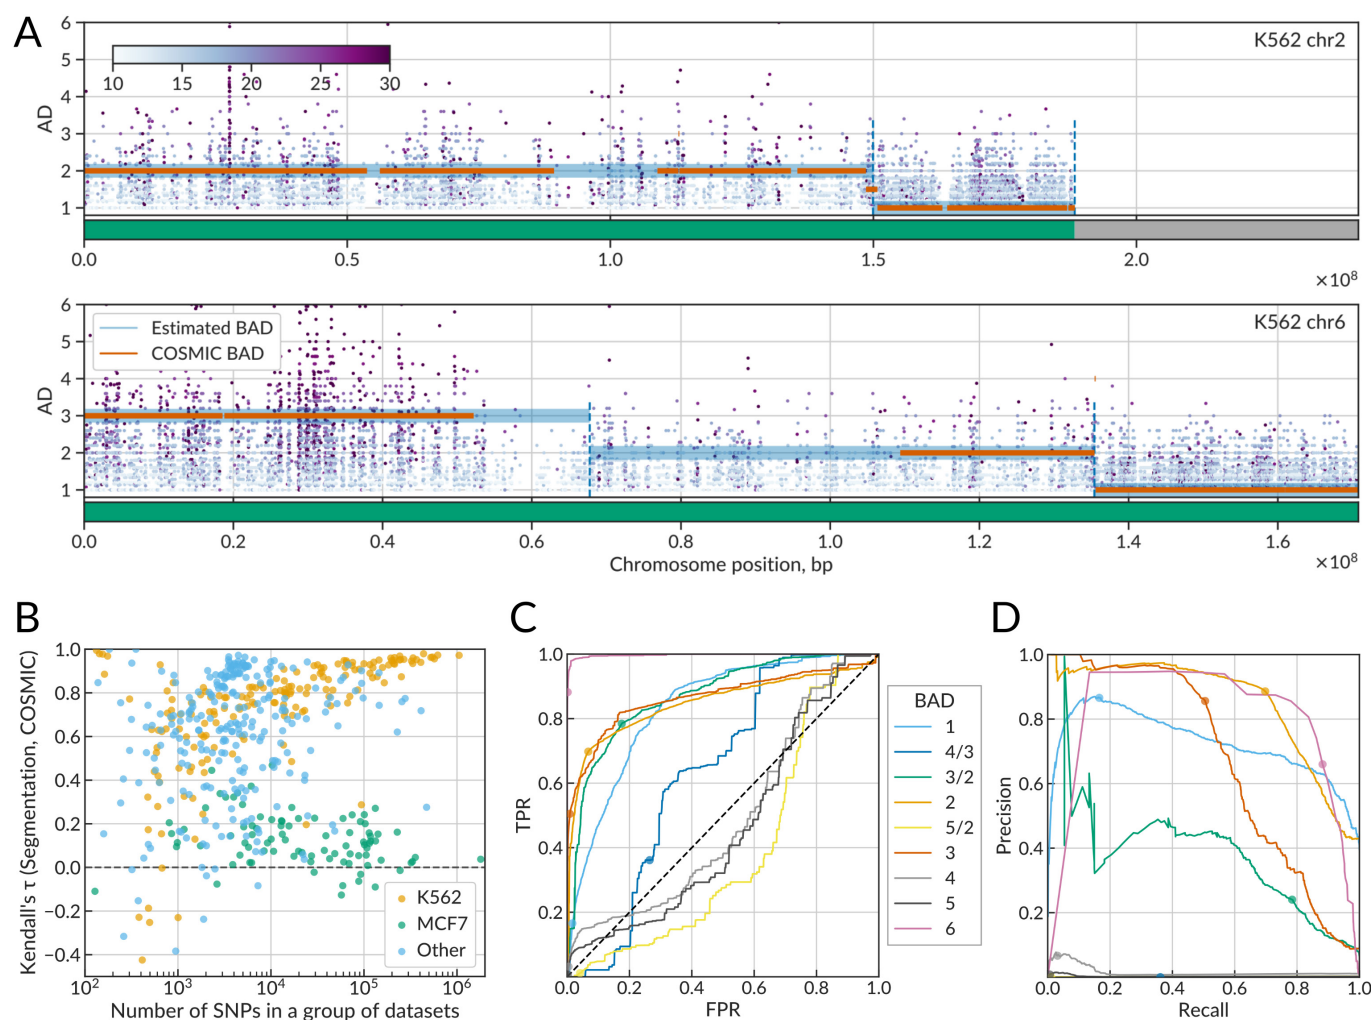 A
K562 chr2
AD
6
5
4
3
2
1
10 15 20 25 30
0.0 0.5 1.0 1.5 2.0
×10⁸
K562 chr6
AD
6
5
4
3
2
1
Estimated BAD
COSMIC BAD
0.0 0.2 0.4 0.6 0.8 1.0 1.2 1.4 1.6
Chromosome position, bp
×10⁸
B
Kendall's τ (Segmentation, COSMIC)
1.0
0.8
0.6
0.4
0.2
0.0
−0.2
−0.4
K562
MCF7
Other
10² 10³ 10⁴ 10⁵ 10⁶
Number of SNPs in a group of datasets
C
TPR
1.0
0.8
0.6
0.4
0.2
0.0 0.2 0.4 0.6 0.8 1.0
FPR
BAD
1
4/3
3/2
2
5/2
3
4
5
6
D
Precision
1.0
0.8
0.6
0.4
0.2
0.0 0.2 0.4 0.6 0.8 1.0
Recall